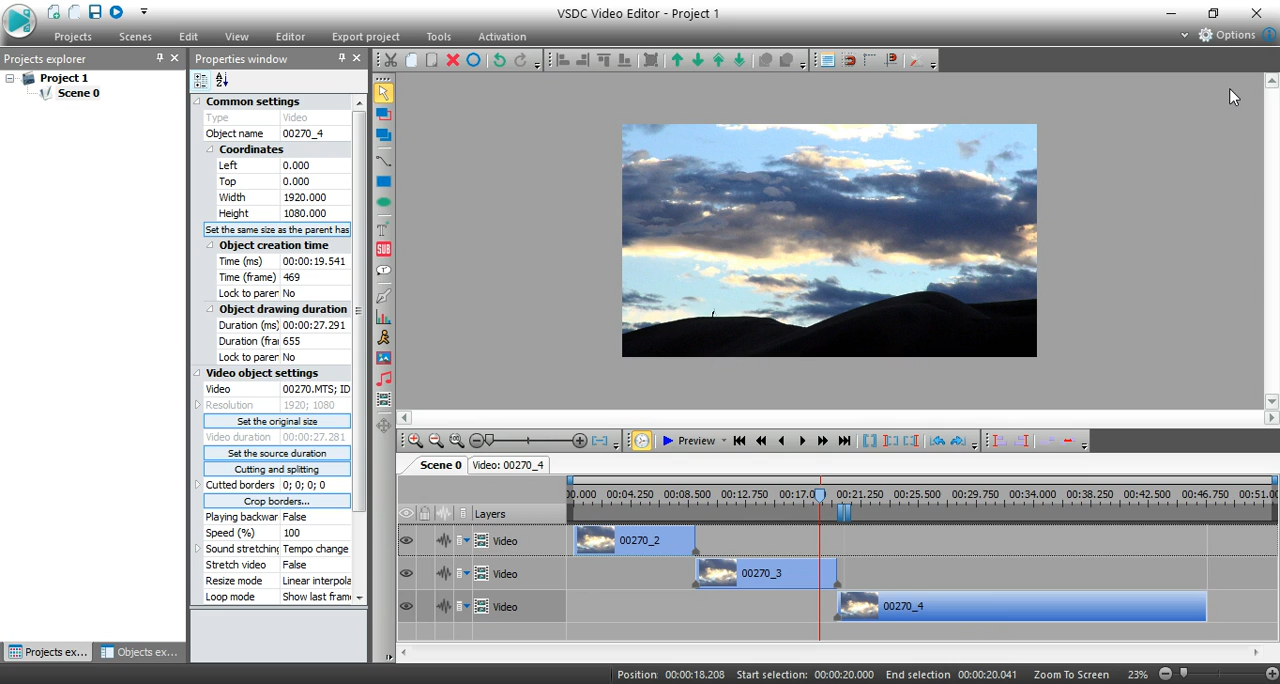 VSDC Video Editor - Project 1
Projects Scenes Edit View Editor Export project Tools Activation Options
Projects explorer
Project 1
Scene 0
Projects ex... Objects ex...
Properties window
Common settings
Type Video
Object name 00270_4
Coordinates
Left 0.000
Top 0.000
Width 1920.000
Height 1080.000
Set the same size as the parent has
Object creation time
Time (ms) 00:00:19.541
Time (frame) 469
Lock to parer No
Object drawing duration
Duration (ms) 00:00:27.291
Duration (frar 655
Lock to parer No
Video object settings
Video 00270.MTS; ID
Resolution 1920; 1080
Set the original size
Video duration 00:00:27.281
Set the source duration
Cutting and splitting
Cutted borders 0; 0; 0; 0
Crop borders...
Playing backwar False
Speed (%) 100
Sound stretching Tempo change
Stretch video False
Resize mode Linear interpola
Loop mode Show last fram
SUB
T
Preview
Scene 0 Video: 00270_4
00.000 00:04.250 00:08.500 00:12.750 00:17.0 00:21.250 00:25.500 00:29.750 00:34.000 00:38.250 00:42.500 00:46.750 00:51.0
Layers
Video 00270_2
Video 00270_3
Video 00270_4
Position: 00:00:18.208 Start selection: 00:00:20.000 End selection: 00:00:20.041 Zoom To Screen 23%